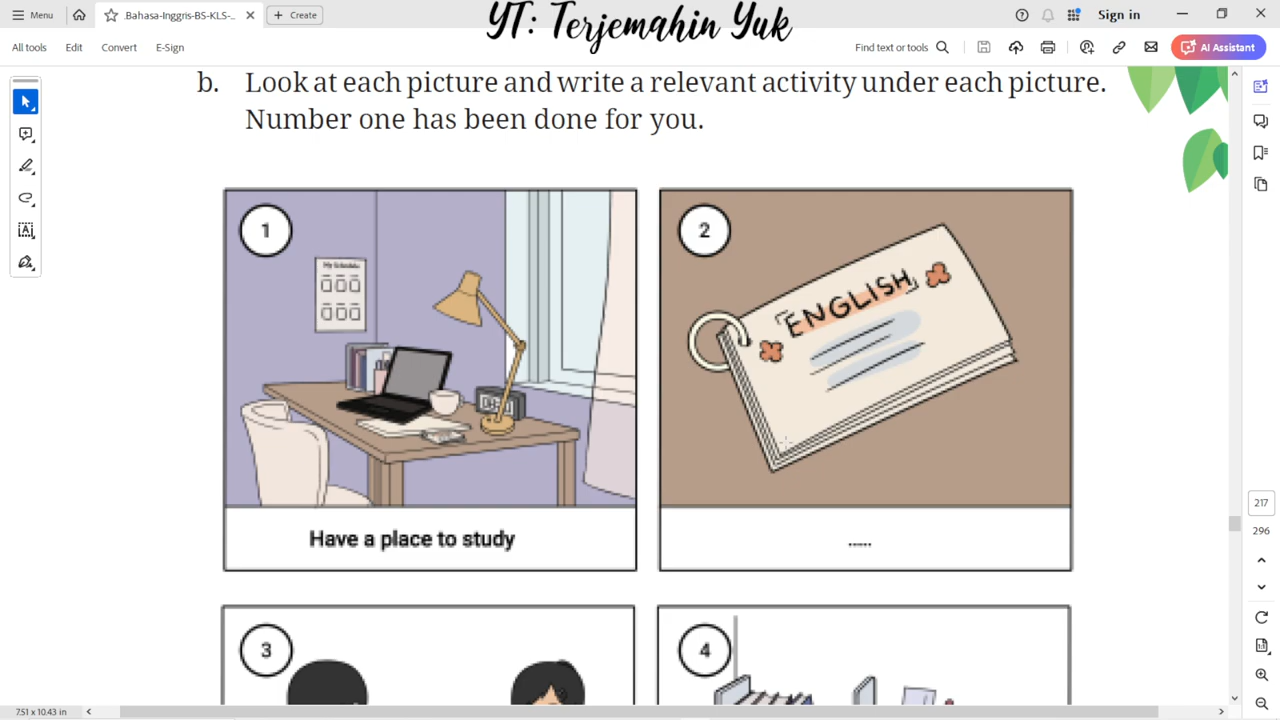 Menu
.Bahasa-Inggris-BS-KLS-...
Create
YT: Terjemahin Yuk
Sign in
All tools
Edit
Convert
E-Sign
Find text or tools
AI Assistant
b. Look at each picture and write a relevant activity under each picture.
Number one has been done for you.
1
My Schedule
Have a place to study
2
ENGLISH
.....
3
4
217
296
7.51 x 10.43 in